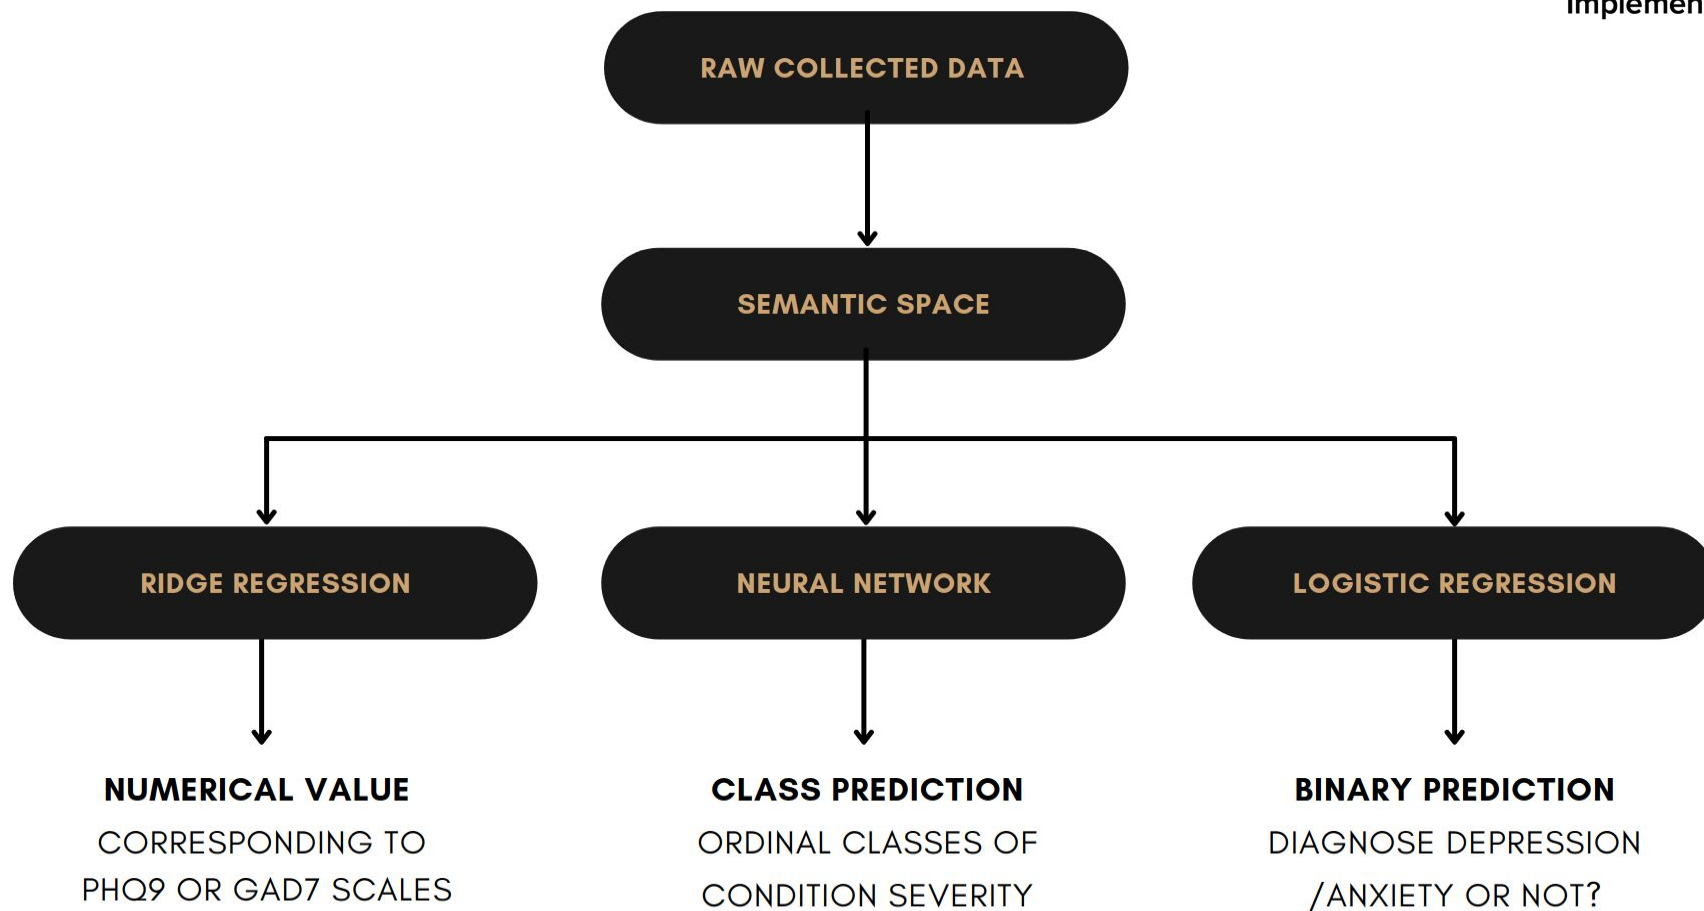 Implemen
RAW COLLECTED DATA
SEMANTIC SPACE
RIDGE REGRESSION
NEURAL NETWORK
LOGISTIC REGRESSION
NUMERICAL VALUE
CORRESPONDING TO
PHQ9 OR GAD7 SCALES
CLASS PREDICTION
ORDINAL CLASSES OF
CONDITION SEVERITY
BINARY PREDICTION
DIAGNOSE DEPRESSION
/ANXIETY OR NOT?